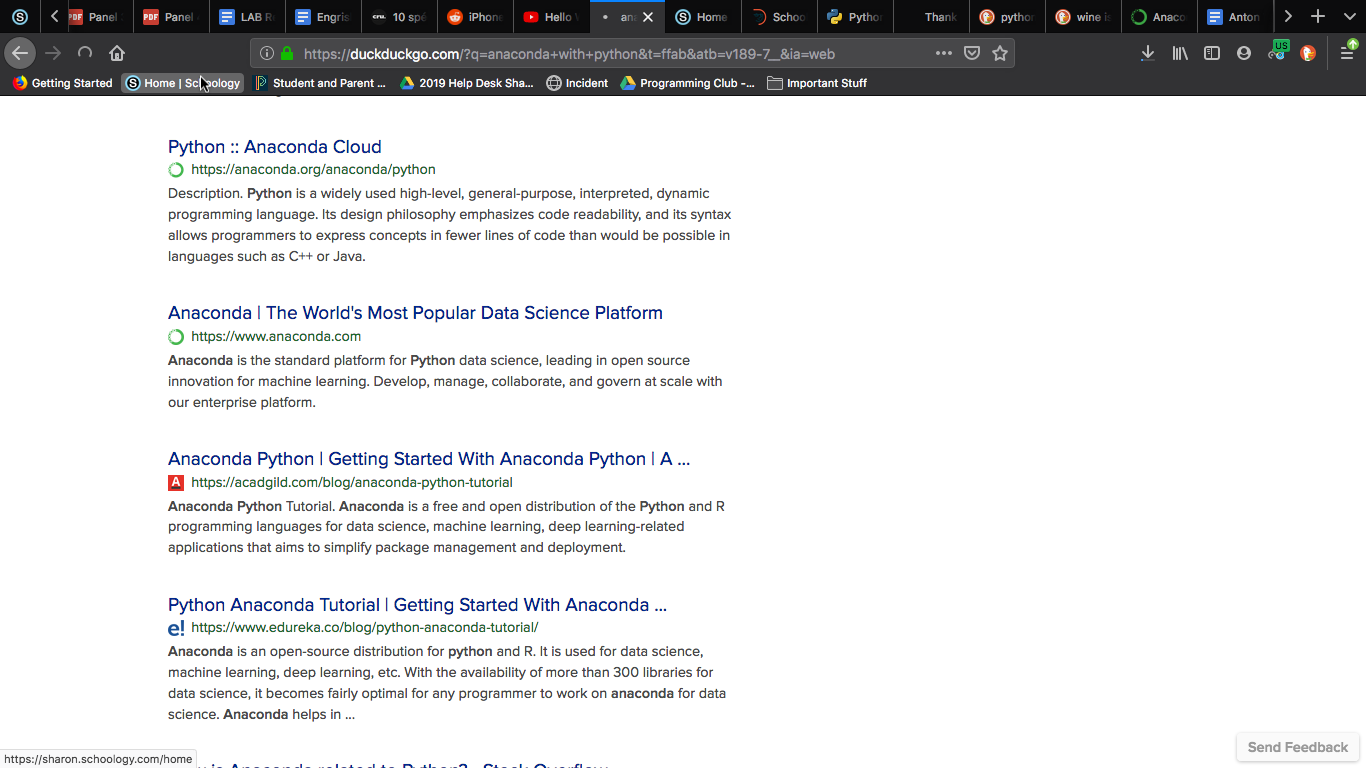 PDF Panel
PDF Panel
LAB R
Engris
cnu. 10 spé
iPhone
Hello
an
S Home
Schoo
Python
Thank
python
wine is
Anaco
Anton
https://duckduckgo.com/?q=anaconda+with+python&t=ffab&atb=v189-7__&ia=web
US
Getting Started
S Home | Schoology
Student and Parent ...
2019 Help Desk Sha...
Incident
Programming Club -...
Important Stuff
Python :: Anaconda Cloud
https://anaconda.org/anaconda/python
Description. Python is a widely used high-level, general-purpose, interpreted, dynamic
programming language. Its design philosophy emphasizes code readability, and its syntax
allows programmers to express concepts in fewer lines of code than would be possible in
languages such as C++ or Java.
Anaconda | The World's Most Popular Data Science Platform
https://www.anaconda.com
Anaconda is the standard platform for Python data science, leading in open source
innovation for machine learning. Develop, manage, collaborate, and govern at scale with
our enterprise platform.
Anaconda Python | Getting Started With Anaconda Python | A ...
A https://acadgild.com/blog/anaconda-python-tutorial
Anaconda Python Tutorial. Anaconda is a free and open distribution of the Python and R
programming languages for data science, machine learning, deep learning-related
applications that aims to simplify package management and deployment.
Python Anaconda Tutorial | Getting Started With Anaconda ...
e! https://www.edureka.co/blog/python-anaconda-tutorial/
Anaconda is an open-source distribution for python and R. It is used for data science,
machine learning, deep learning, etc. With the availability of more than 300 libraries for
data science, it becomes fairly optimal for any programmer to work on anaconda for data
science. Anaconda helps in ...
Send Feedback
https://sharon.schoology.com/home
is Anaconda related to Python? - Stack Overflow